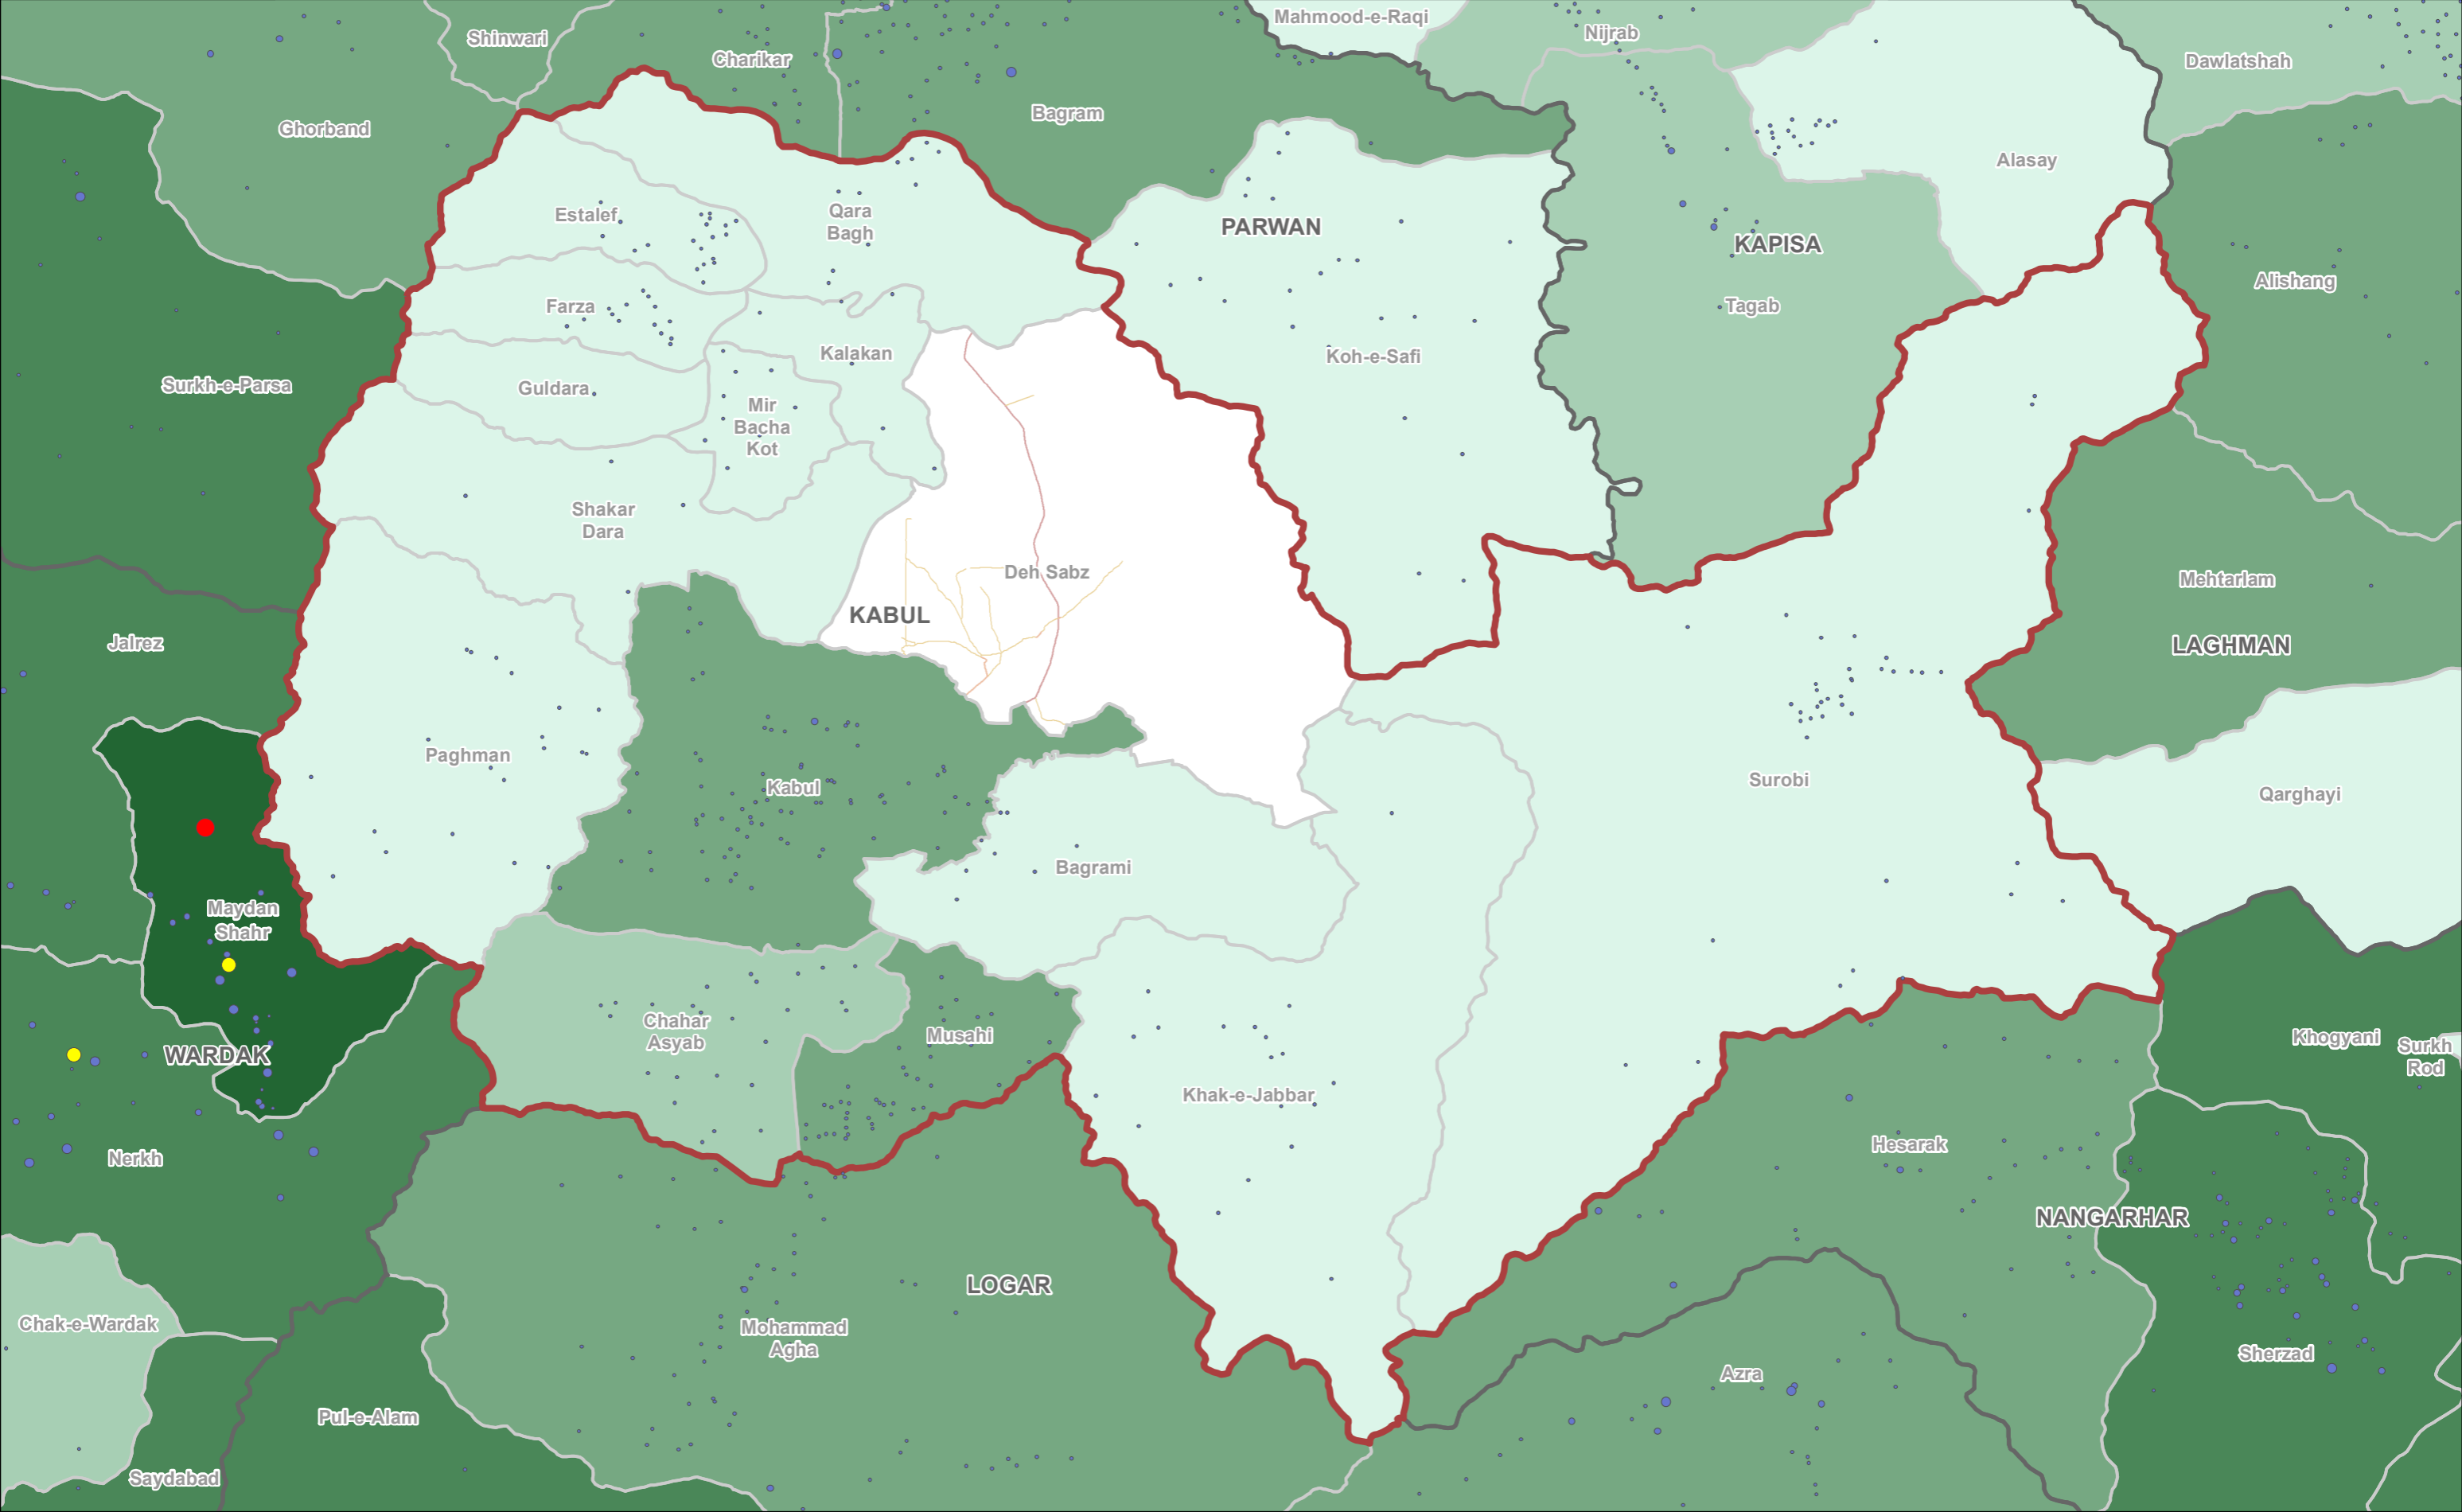 Mahmood-e-Raqi
Nijrab
Shinwari
Charikar
Dawlatshah
Bagram
Ghorband
Alasay
Estalef
Qara
Bagh
PARWAN
KAPISA
Alishang
Farza
Tagab
Kalakan
Koh-e-Safi
Surkh-e-Parsa
Guldara
Mir
Bacha
Kot
Shakar
Dara
Deh Sabz
Mehtarlam
KABUL
Jalrez
LAGHMAN
Paghman
Kabul
Surobi
Qarghayi
Bagrami
Maydan
Shahr
Chahar
Asyab
Musahi
Khogyani
Surkh
Rod
WARDAK
Khak-e-Jabbar
Hesarak
Nerkh
NANGARHAR
LOGAR
Chak-e-Wardak
Mohammad
Agha
Sherzad
Azra
Pul-e-Alam
Saydabad